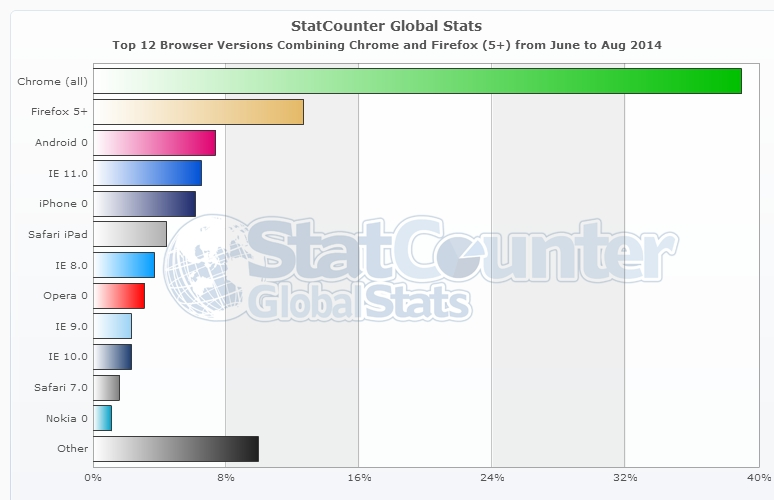 StatCounter Global Stats
Top 12 Browser Versions Combining Chrome and Firefox (5+) from June to Aug 2014
Chrome (all)
Firefox 5+
Android 0
IE 11.0
iPhone 0
Safari iPad
IE 8.0
Opera 0
IE 9.0
IE 10.0
Safari 7.0
Nokia 0
Other
StatCounter
GlobalStats
0% 8% 16% 24% 32% 40%